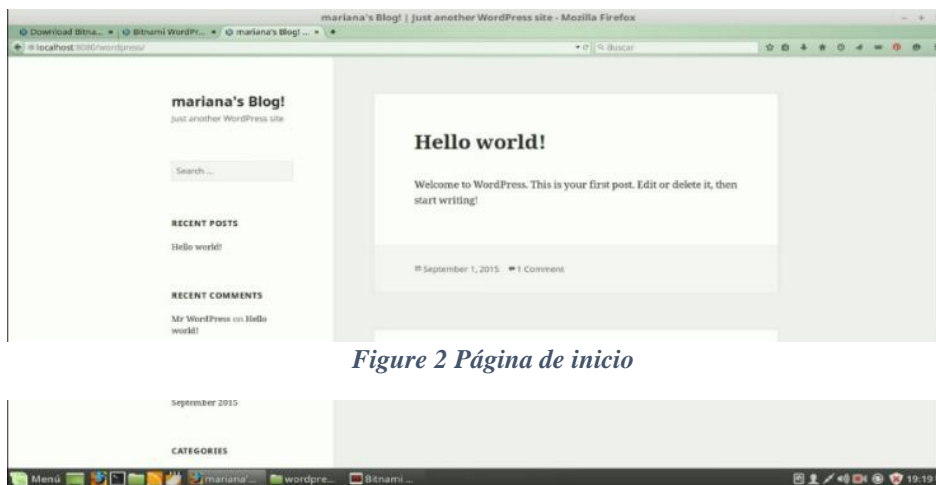 mariana's Blog! | Just another WordPress site - Mozilla Firefox
Download Bitna... Bitnami WordPr... mariana's Blog! ...
localhost:8080/wordpress/ Buscar
mariana's Blog!
Just another WordPress site
Search ...
RECENT POSTS
Hello world!
RECENT COMMENTS
Mr WordPress on Hello
world!
Hello world!
Welcome to WordPress. This is your first post. Edit or delete it, then
start writing!
September 1, 2015 1 Comment
Figure 2 Página de inicio
September 2015
CATEGORIES
Menú mariana'... wordpre... Bitnami ... 19:19